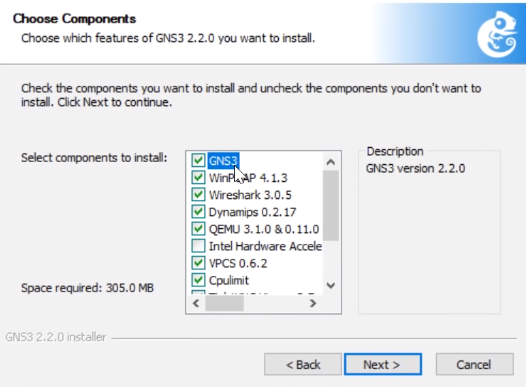 Choose Components
Choose which features of GNS3 2.2.0 you want to install.
Check the components you want to install and uncheck the components you don't want to
install. Click Next to continue.
Select components to install:
GNS3
4.1.3
Wireshark 3.0.5
Dynamips 0.2.17
QEMU 3.1.0 & 0.11.0
Intel Hardware Accele
VPCS 0.6.2
Cpulimit
Description
GNS3 version 2.2.0
Space required: 305.0 MB
GNS3 2.2.0 installer
< Back
Next >
Cancel